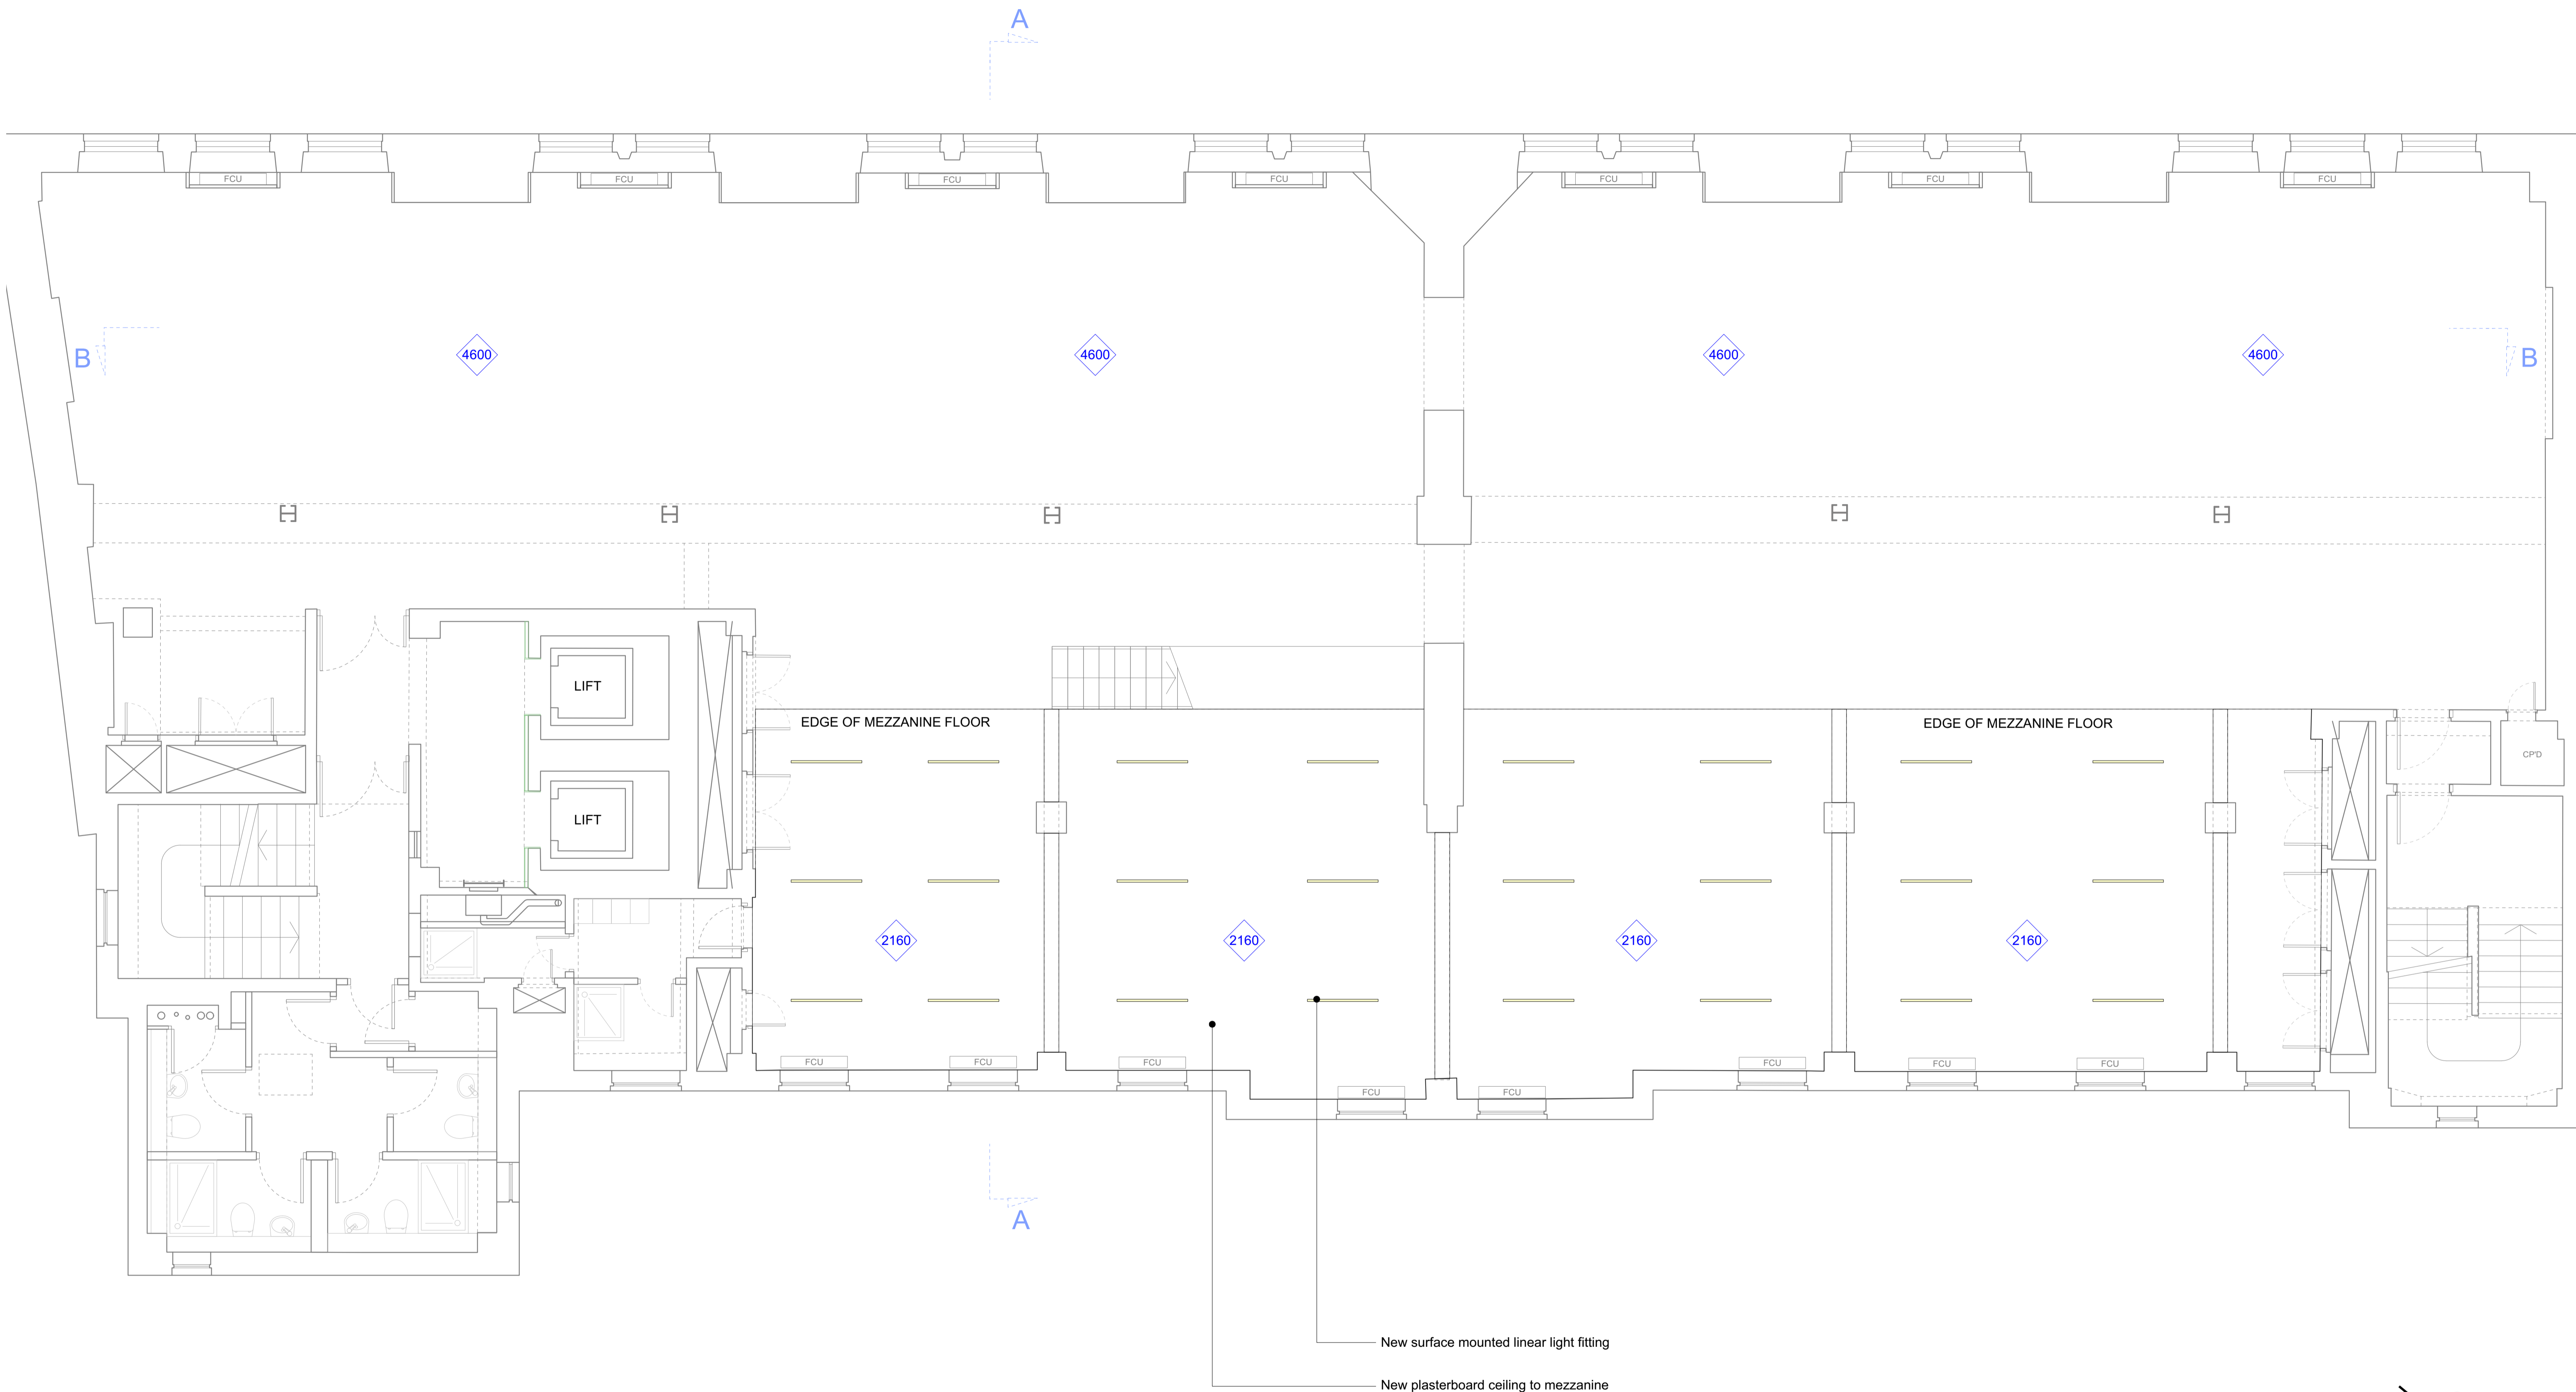 A
FCU
FCU
FCU
FCU
FCU
FCU
FCU
B
4600
4600
4600
4600
B
LIFT
EDGE OF MEZZANINE FLOOR
EDGE OF MEZZANINE FLOOR
CP'D
LIFT
2160
2160
2160
2160
FCU
FCU
FCU
FCU
FCU
FCU
FCU
FCU
A
New surface mounted linear light fitting
New plasterboard ceiling to mezzanine